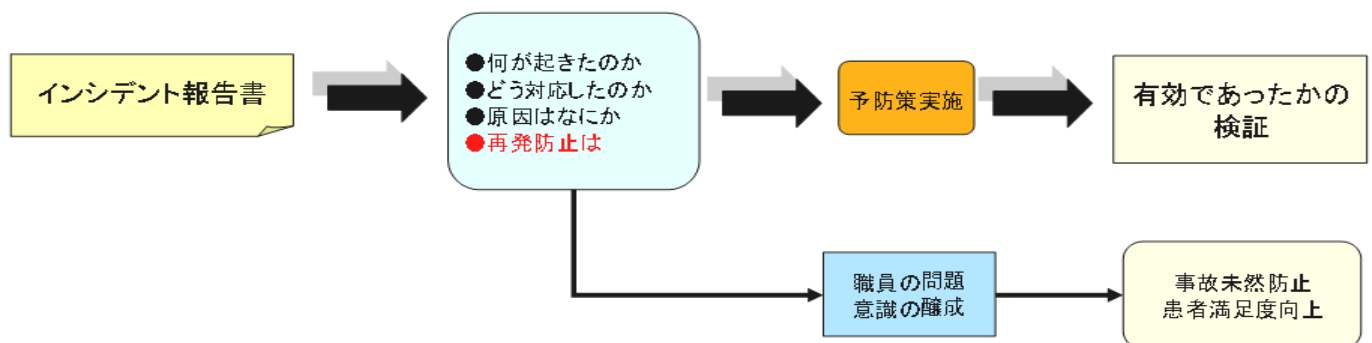 インシデント報告書
●何が起きたのか
●どう対応したのか
●原因はなにか
●再発防止は
予防策実施
有効であったかの
検証
職員の問題
意識の醸成
事故未然防止
患者満足度向上